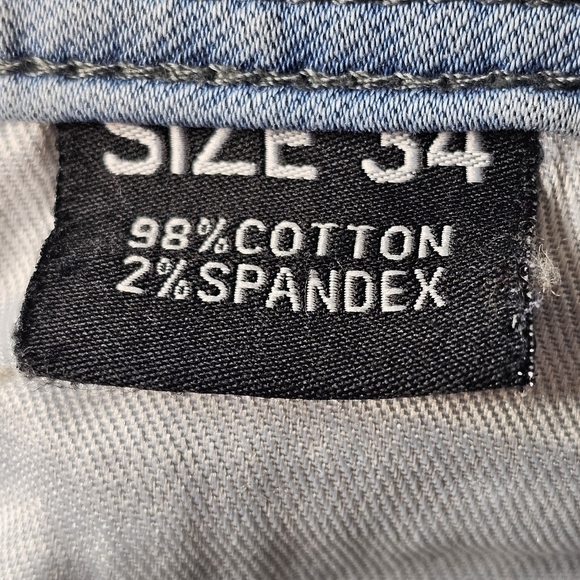 SIZE 34
98% COTTON
2% SPANDEX